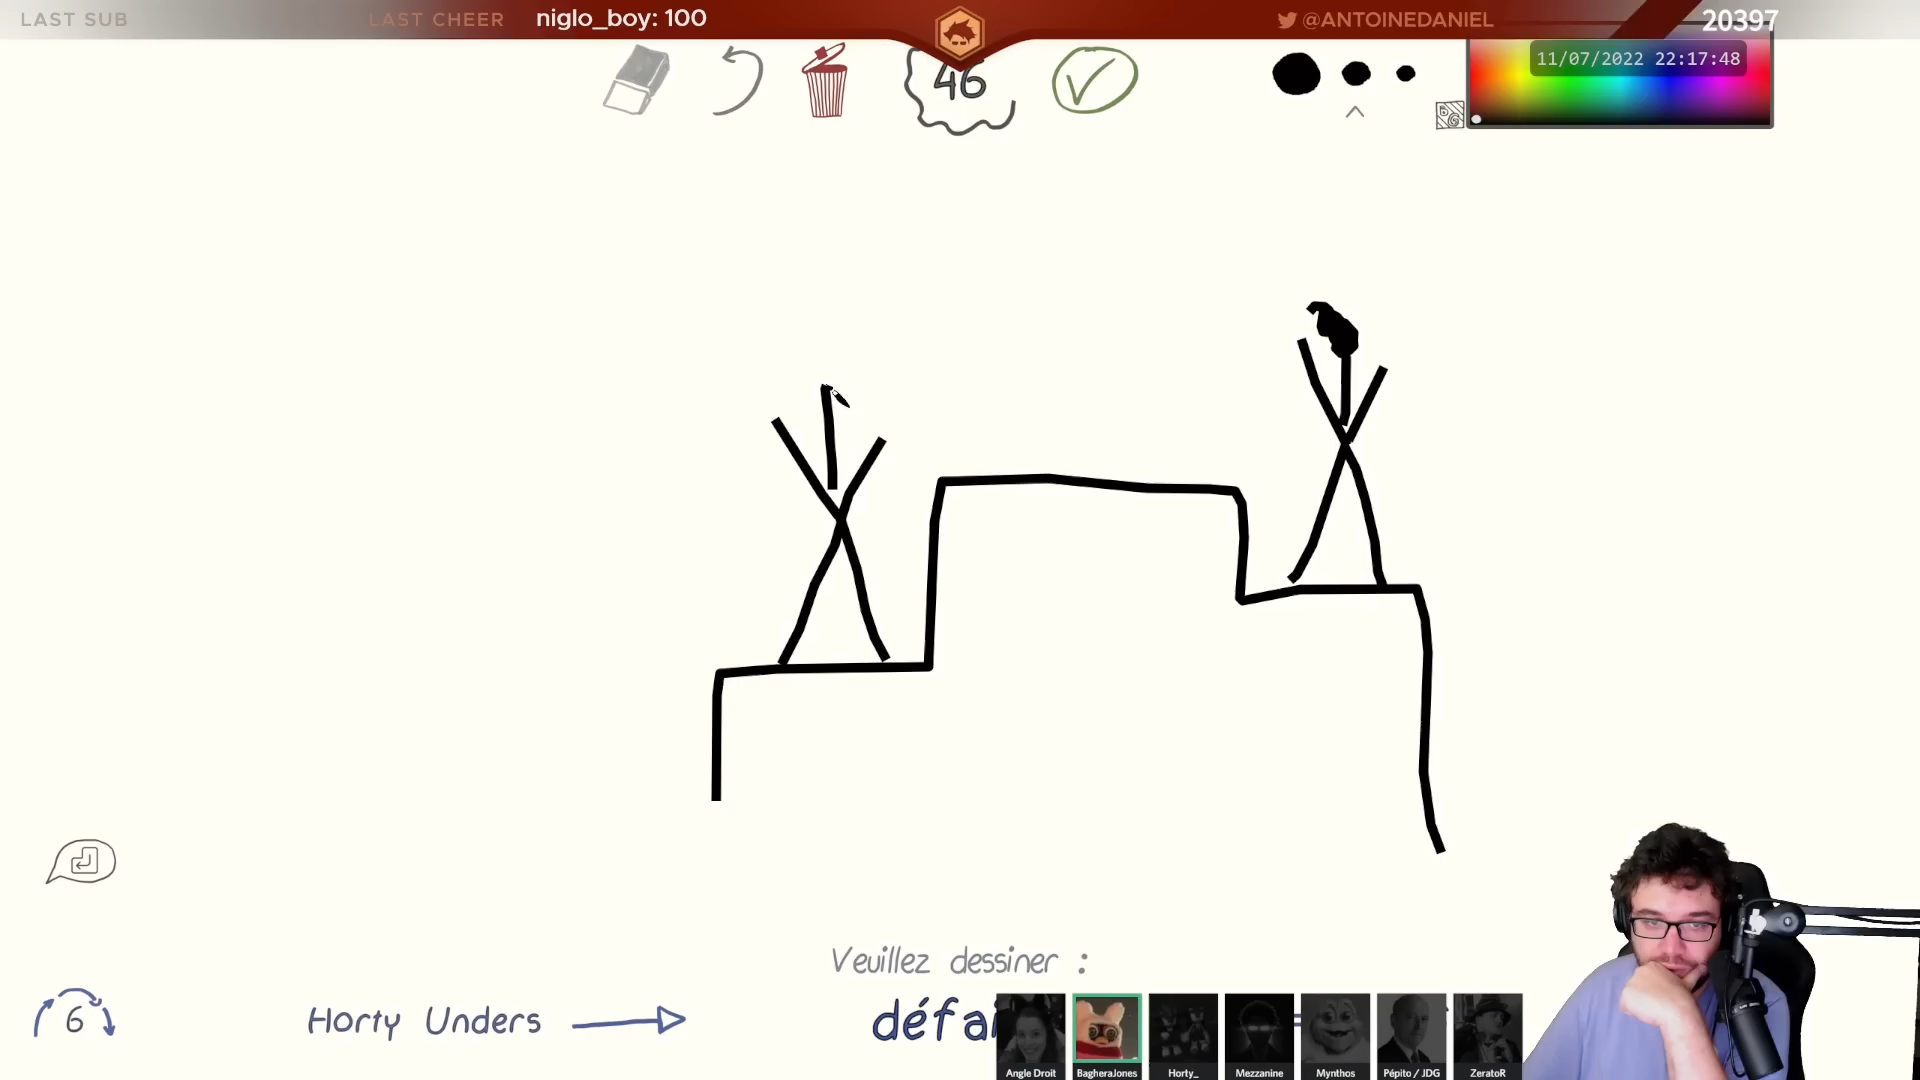 LAST SUB
LAST CHEER
niglo_boy: 100
@ANTOINEDANIEL
20397
11/07/2022 22:17:48
46
Veuillez dessiner :
6
Horty Unders
Angle Droit
BagheraJones
Horty_
Mezzanine
Mynthos
Pépito / JDG
ZeratoR